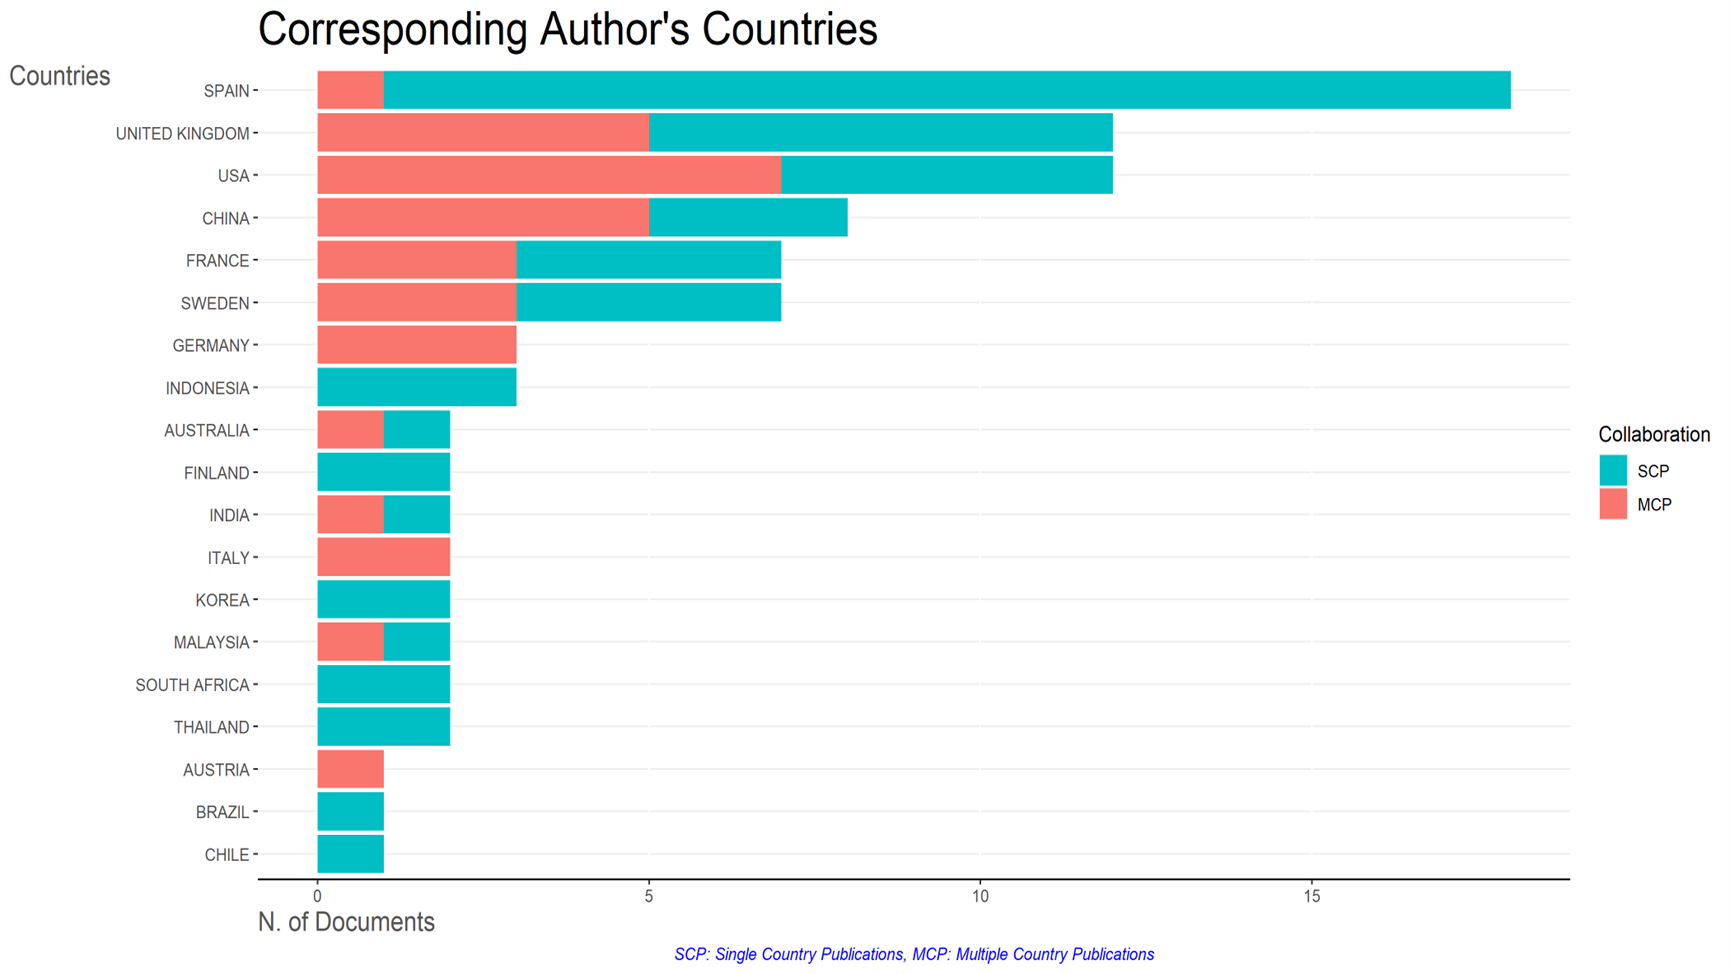 Corresponding Author's Countries
Countries
SPAIN
UNITED KINGDOM
USA
CHINA
FRANCE
SWEDEN
GERMANY
INDONESIA
AUSTRALIA
FINLAND
INDIA
ITALY
KOREA
MALAYSIA
SOUTH AFRICA
THAILAND
AUSTRIA
BRAZIL
CHILE
Collaboration
SCP
MCP
0 5 10 15
N. of Documents
SCP: Single Country Publications, MCP: Multiple Country Publications